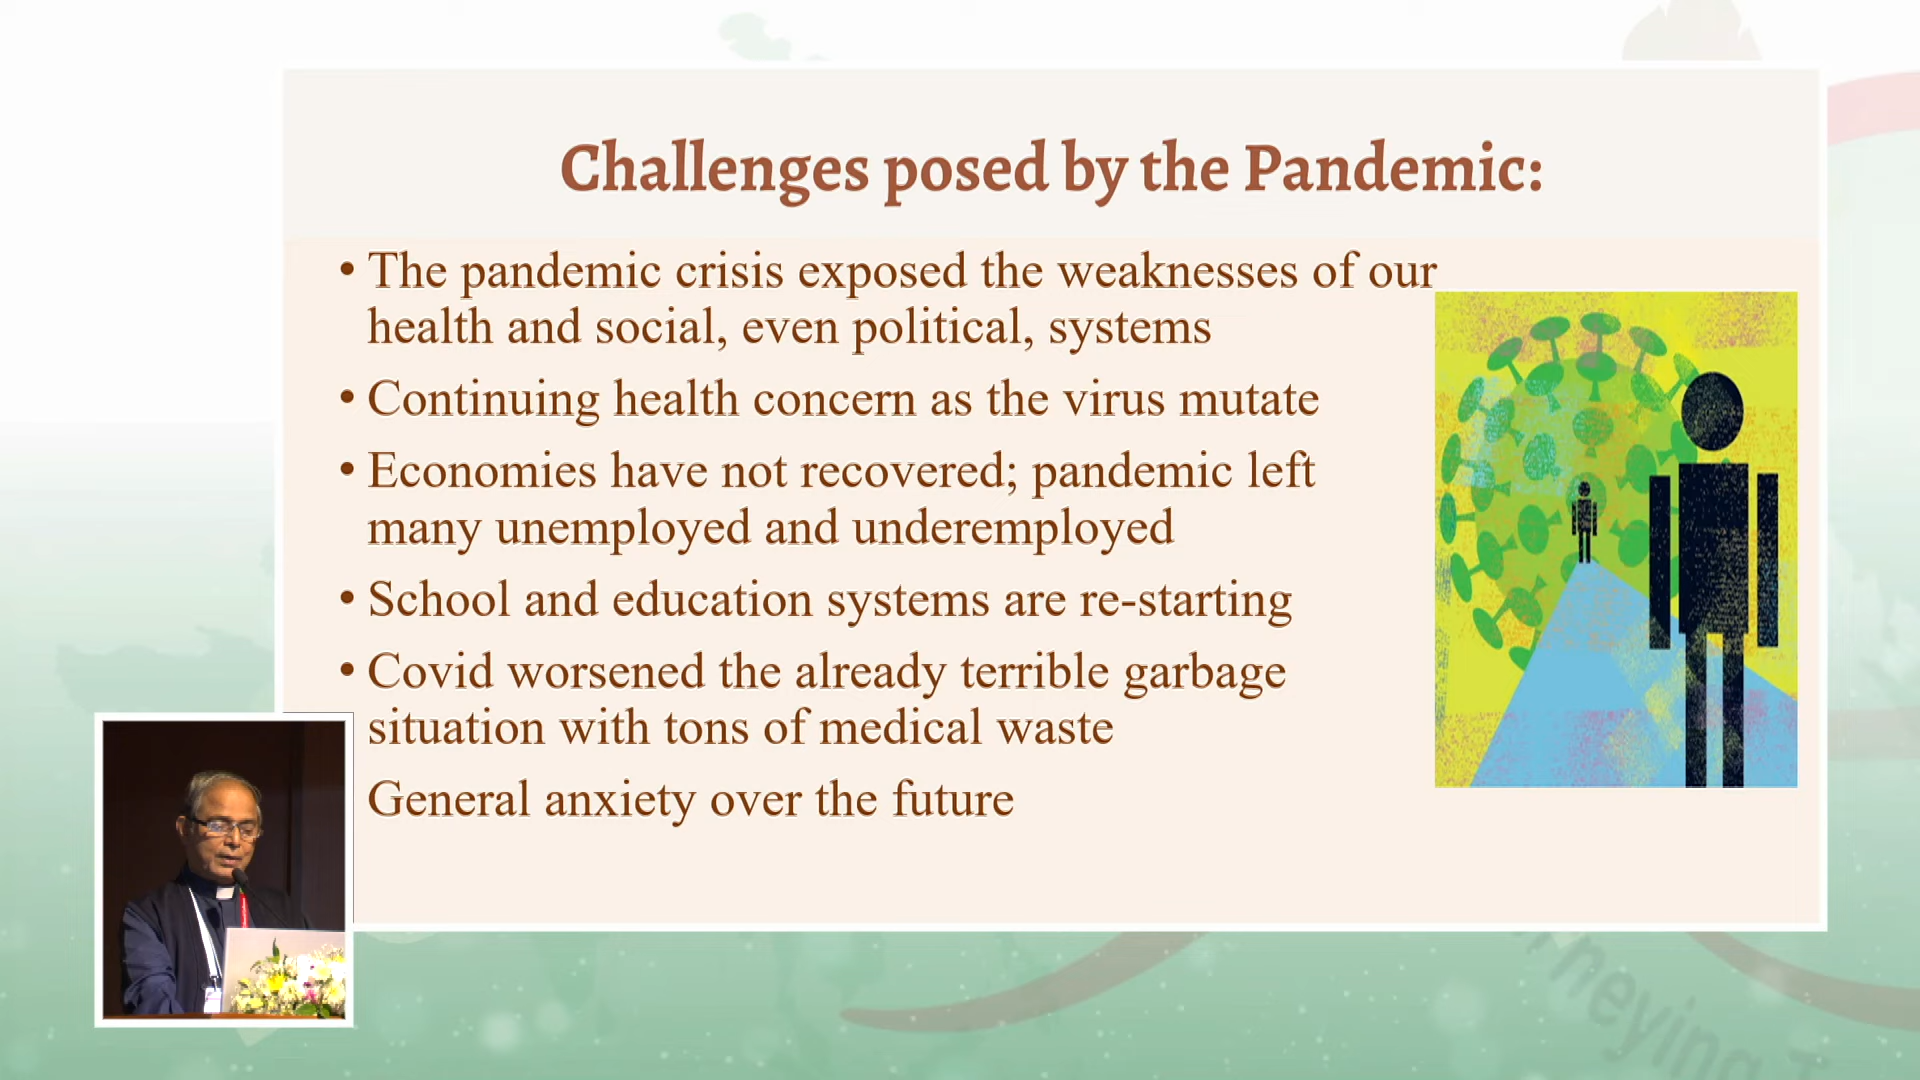 Challenges posed by the Pandemic:
• The pandemic crisis exposed the weaknesses of our
health and social, even political, systems
• Continuing health concern as the virus mutate
• Economies have not recovered; pandemic left
many unemployed and underemployed
• School and education systems are re-starting
• Covid worsened the already terrible garbage
situation with tons of medical waste
General anxiety over the future